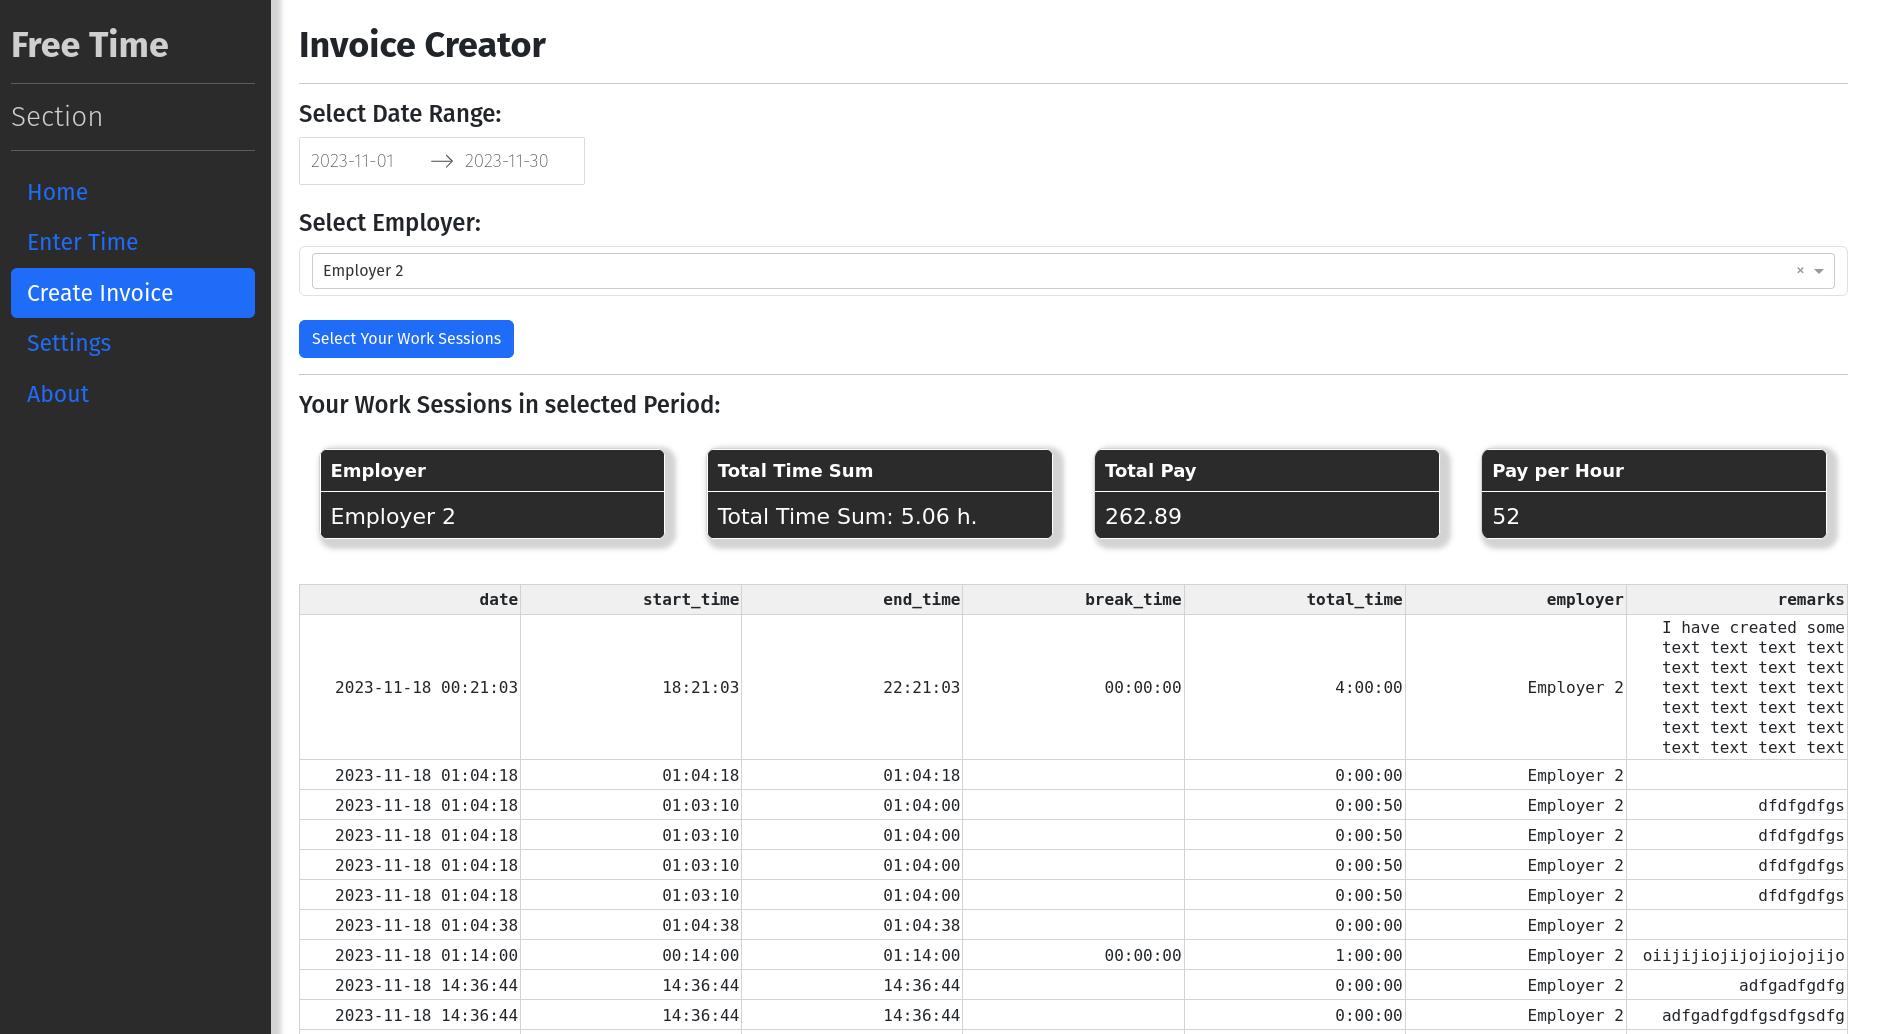 Free Time
Section
Home
Enter Time
Create Invoice
Settings
About
Invoice Creator
Select Date Range:
2023-11-01 → 2023-11-30
Select Employer:
Employer 2 ×
Select Your Work Sessions
Your Work Sessions in selected Period:
Employer Total Time Sum Total Pay Pay per Hour
Employer 2 Total Time Sum: 5.06 h. 262.89 52
date start_time end_time break_time total_time employer remarks
I have created some
text text text text
text text text text
2023-11-18 00:21:03 18:21:03 22:21:03 00:00:00 4:00:00 Employer 2 text text text text
text text text text
text text text text
text text text text
2023-11-18 01:04:18 01:04:18 01:04:18 0:00:00 Employer 2
2023-11-18 01:04:18 01:03:10 01:04:00 0:00:50 Employer 2 dfdfgdfgs
2023-11-18 01:04:18 01:03:10 01:04:00 0:00:50 Employer 2 dfdfgdfgs
2023-11-18 01:04:18 01:03:10 01:04:00 0:00:50 Employer 2 dfdfgdfgs
2023-11-18 01:04:18 01:03:10 01:04:00 0:00:50 Employer 2 dfdfgdfgs
2023-11-18 01:04:38 01:04:38 01:04:38 0:00:00 Employer 2
2023-11-18 01:14:00 00:14:00 01:14:00 00:00:00 1:00:00 Employer 2 oiijijiojijojiojojijo
2023-11-18 14:36:44 14:36:44 14:36:44 0:00:00 Employer 2 adfgadfgdfg
2023-11-18 14:36:44 14:36:44 14:36:44 0:00:00 Employer 2 adfgadfgdfgsdfgsdfg